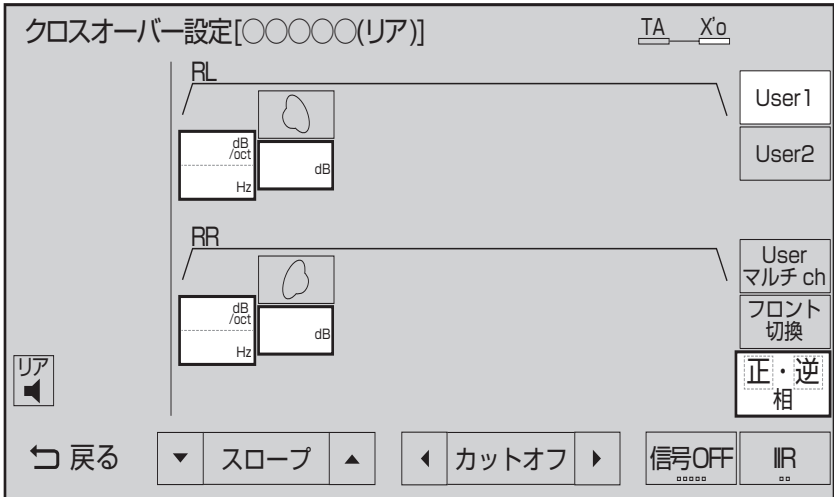 クロスオーバー設定[○○○○○(リア)]
TA X'o
RL
User1
dB
/oct
dB
Hz
User2
RR
User
マルチ ch
dB
/oct
dB
Hz
フロント
切換
リア
正・逆
相
戻る
スロープ
カットオフ
信号OFF
IIR